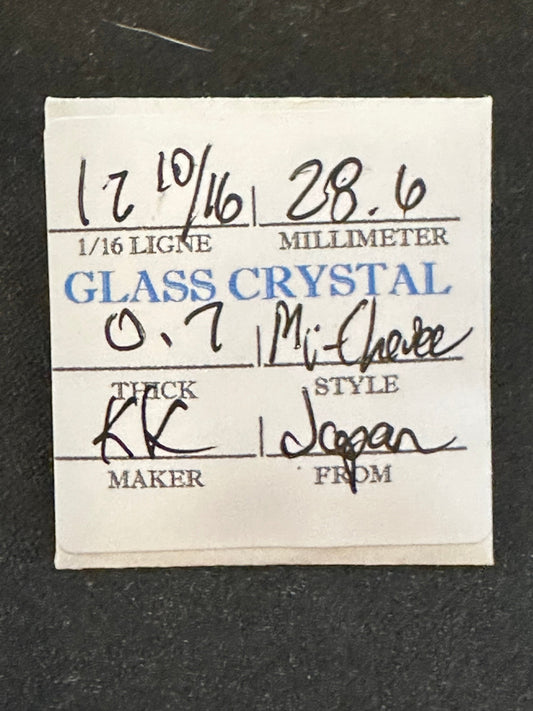 12 10/16 | 28.6
1/16 LIGNE MILLIMETER
GLASS CRYSTAL
0.7 | Mi-Chevee
THICK STYLE
KK | Japan
MAKER FROM